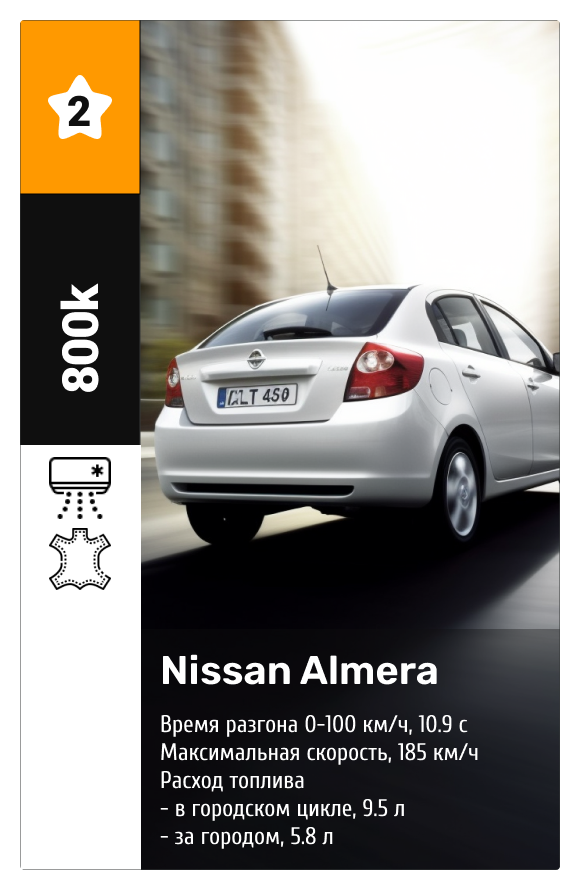 2
800k
Nissan Almera
Время разгона 0-100 км/ч, 10.9 с
Максимальная скорость, 185 км/ч
Расход топлива
- в городском цикле, 9.5 л
- за городом, 5.8 л